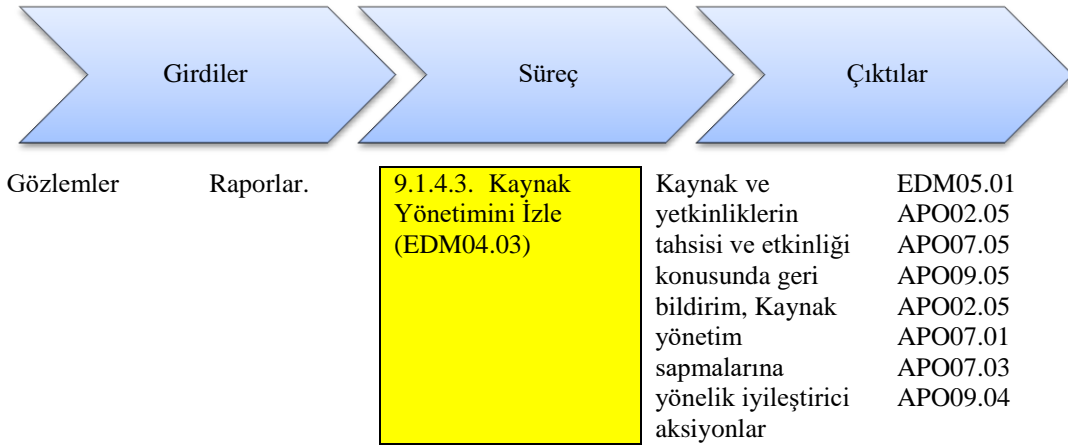 Girdiler
Süreç
Çıktılar
Gözlemler
Raporlar.
9.1.4.3. Kaynak
Yönetimini İzle
(EDM04.03)
Kaynak ve
yetkinliklerin
tahsisi ve etkinliği
konusunda geri
bildirim, Kaynak
yönetim
sapmalarına
yönelik iyileştirici
aksiyonlar
EDM05.01
APO02.05
APO07.05
APO09.05
APO02.05
APO07.01
APO07.03
APO09.04